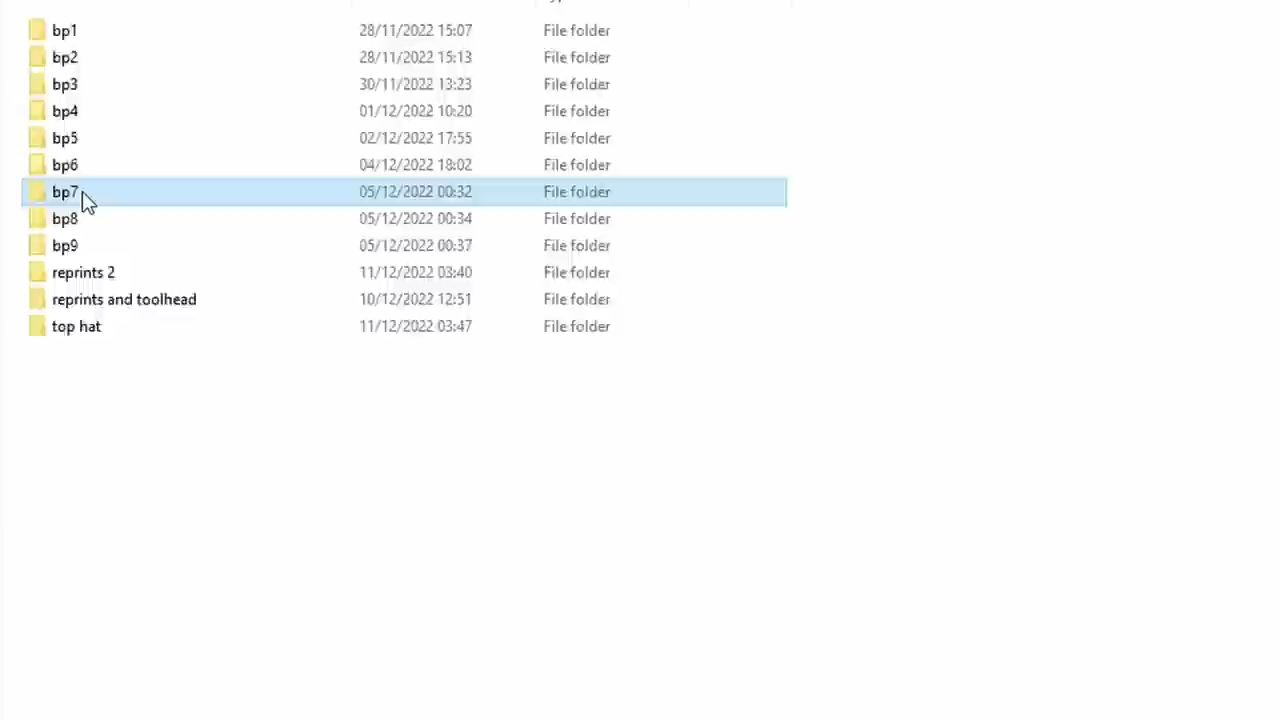 bp1 28/11/2022 15:07 File folder
bp2 28/11/2022 15:13 File folder
bp3 30/11/2022 13:23 File folder
bp4 01/12/2022 10:20 File folder
bp5 02/12/2022 17:55 File folder
bp6 04/12/2022 18:02 File folder
bp7 05/12/2022 00:32 File folder
bp8 05/12/2022 00:34 File folder
bp9 05/12/2022 00:37 File folder
reprints 2 11/12/2022 03:40 File folder
reprints and toolhead 10/12/2022 12:51 File folder
top hat 11/12/2022 03:47 File folder